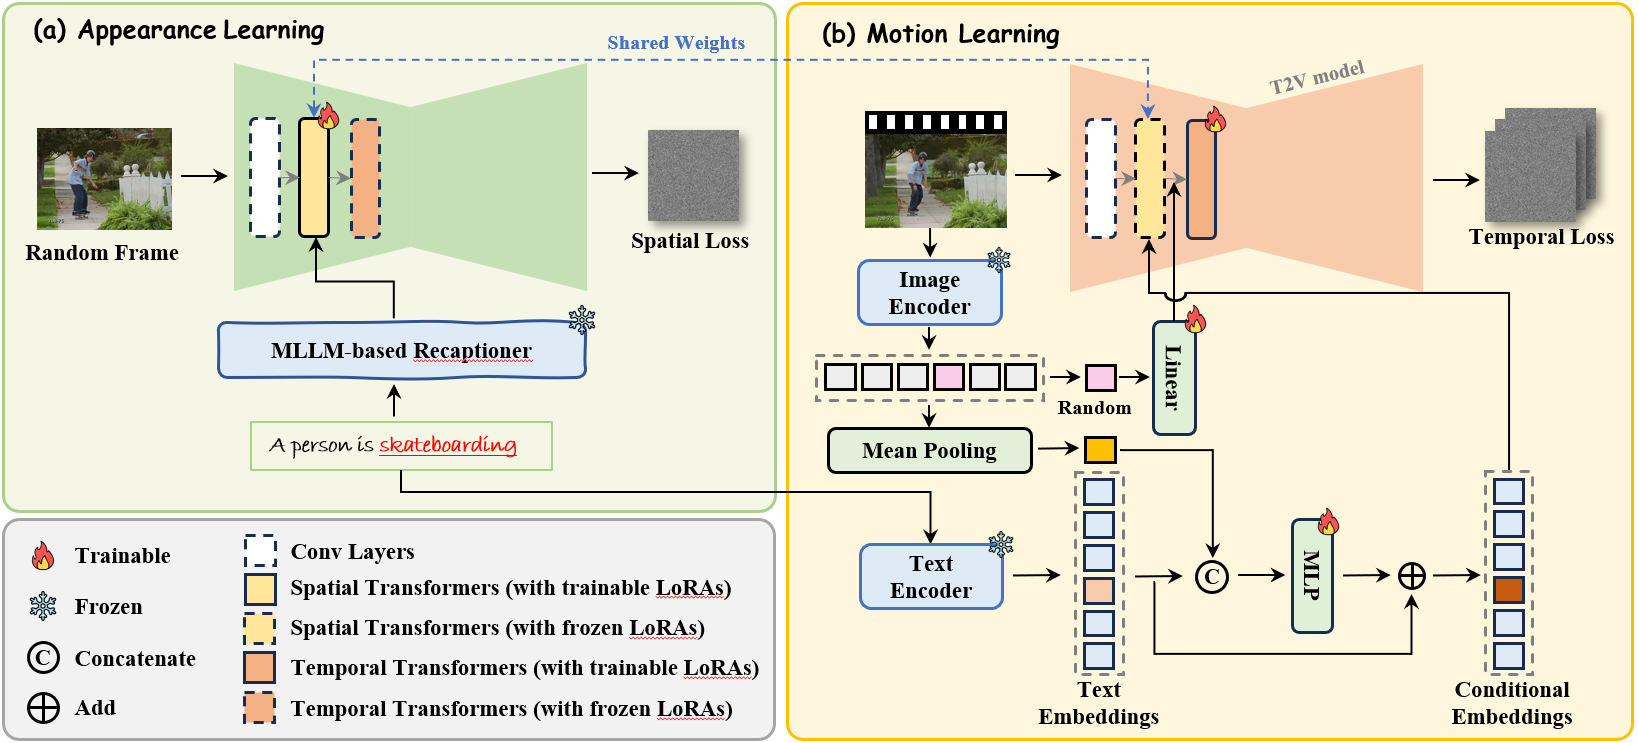 (a) Appearance Learning
Shared Weights
Random Frame
Spatial Loss
MLLM-based Recaptioner
A person is skateboarding
Trainable
Frozen
C Concatenate
Add
Conv Layers
Spatial Transformers (with trainable LoRAs)
Spatial Transformers (with frozen LoRAs)
Temporal Transformers (with trainable LoRAs)
Temporal Transformers (with frozen LoRAs)
(b) Motion Learning
T2V model
Temporal Loss
Image
Encoder
Linear
Random
Mean Pooling
Text
Encoder
C
MLP
Text
Embeddings
Conditional
Embeddings